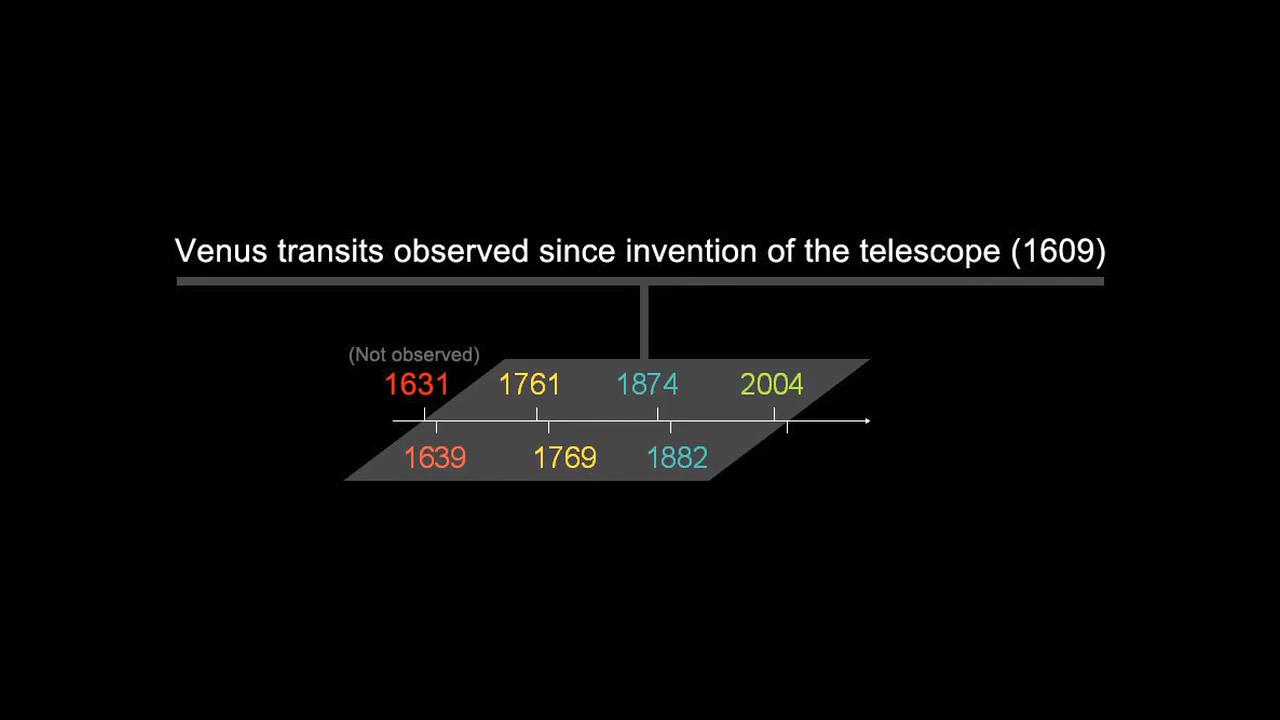 Venus transits observed since invention of the telescope (1609)
(Not observed)
1631 1761 1874 2004
1639 1769 1882